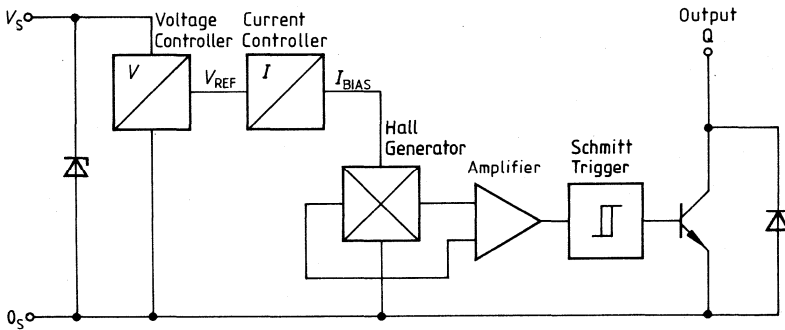 V_S
Voltage
Controller
V
V_REF
Current
Controller
I
I_BIAS
Hall
Generator
Amplifier
Schmitt
Trigger
Output
Q
0_S